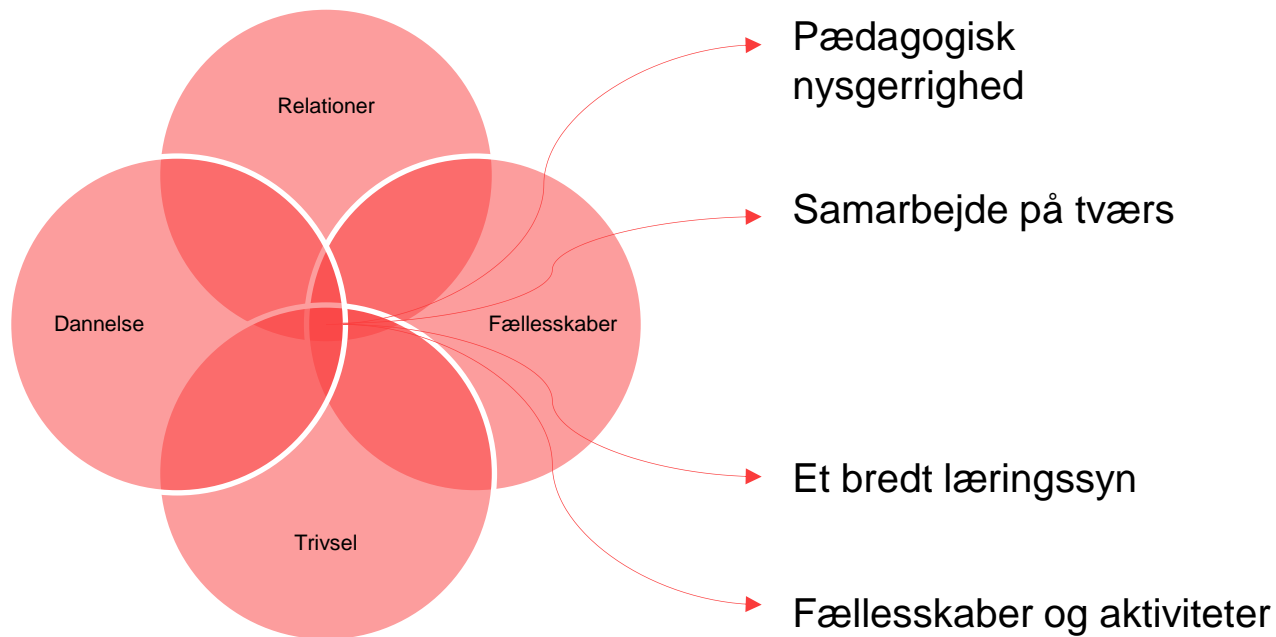 Relationer
Dannelse
Fællesskaber
Trivsel
Pædagogisk
nysgerrighed
Samarbejde på tværs
Et bredt læringssyn
Fællesskaber og aktiviteter